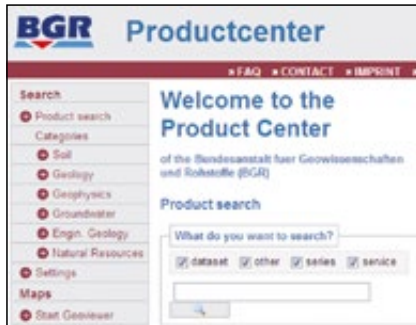 BGR Productcenter
FAQ CONTACT IMPRINT
Search
Product search
Categories
Soil
Geology
Geophysics
Groundwater
Engin. Geology
Natural Resources
Settings
Maps
Start Geoviewer
Welcome to the
Product Center
of the Bundesanstalt fuer Geowissenschaften
und Rohstoffe (BGR)
Product search
What do you want to search?
dataset other series service